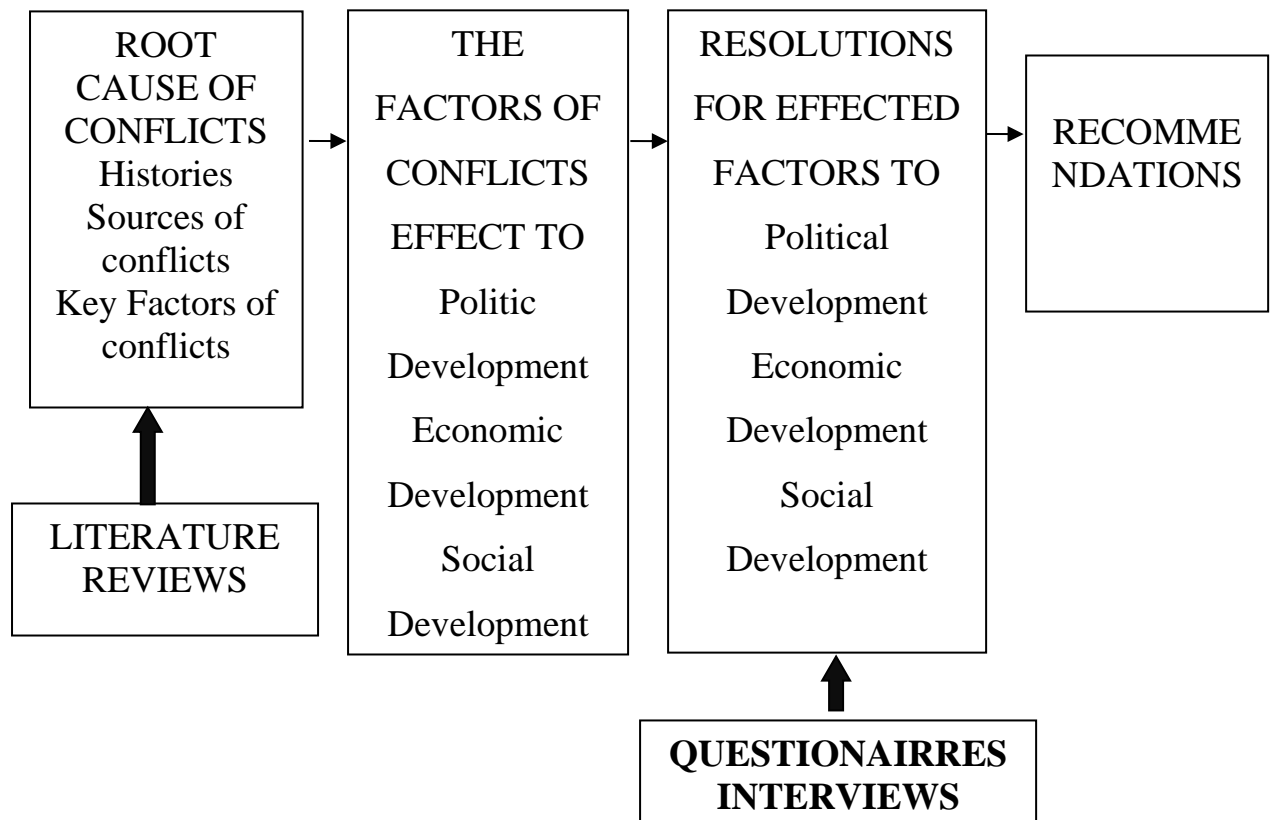 ROOT
CAUSE OF
CONFLICTS
Histories
Sources of
conflicts
Key Factors of
conflicts
LITERATURE
REVIEWS
THE
FACTORS OF
CONFLICTS
EFFECT TO
Politic
Development
Economic
Development
Social
Development
RESOLUTIONS
FOR EFFECTED
FACTORS TO
Political
Development
Economic
Development
Social
Development
QUESTIONAIRRES
INTERVIEWS
RECOMME
NDATIONS